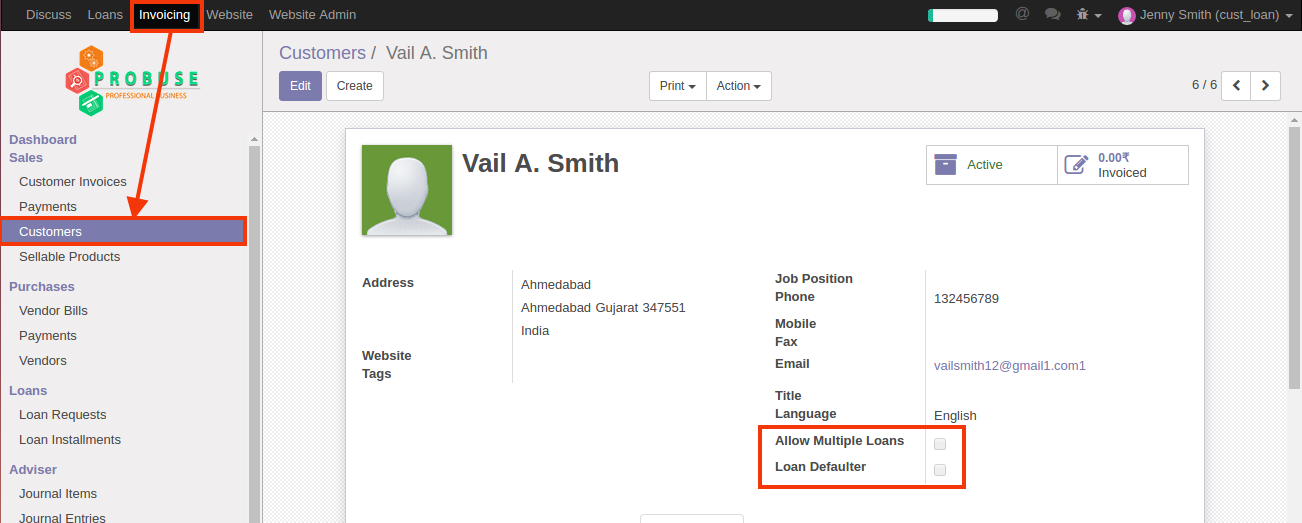 Discuss Loans Invoicing Website Website Admin @ Jenny Smith (cust_loan)
PROBUSE
PROFESSIONAL BUSINESS
Customers / Vail A. Smith
Edit Create Print Action 6 / 6
Dashboard
Sales
Customer Invoices
Payments
Customers
Sellable Products
Purchases
Vendor Bills
Payments
Vendors
Loans
Loan Requests
Loan Installments
Adviser
Journal Items
Journal Entries
Vail A. Smith
Active
0.00₹
Invoiced
Address
Ahmedabad
Ahmedabad Gujarat 347551
India
Website
Tags
Job Position
Phone 132456789
Mobile
Fax
Email vailsmith12@gmail1.com1
Title
Language English
Allow Multiple Loans
Loan Defaulter